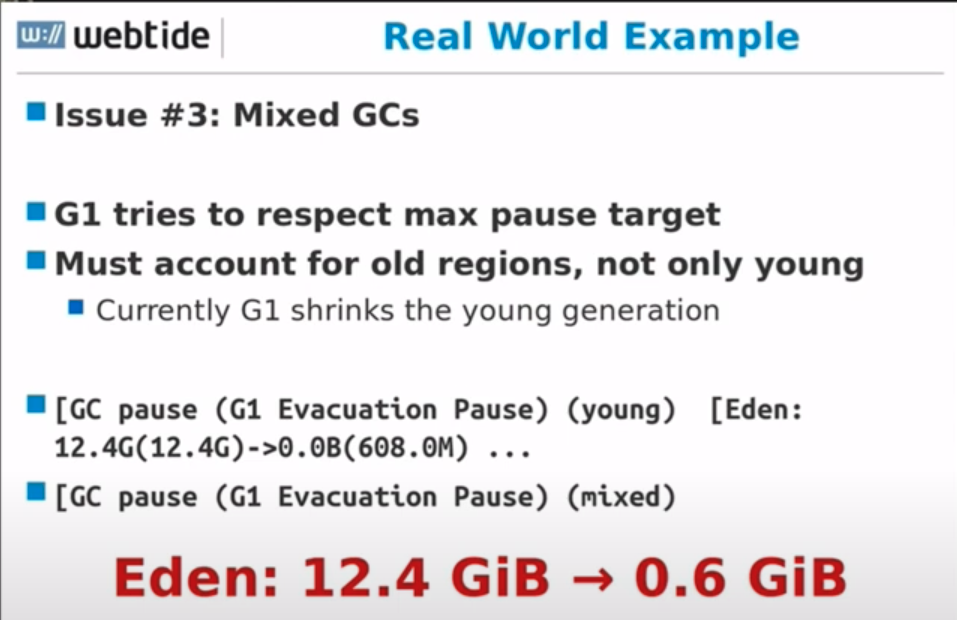 w:// webtide
Real World Example
Issue #3: Mixed GCs
G1 tries to respect max pause target
Must account for old regions, not only young
Currently G1 shrinks the young generation
[GC pause (G1 Evacuation Pause) (young)  [Eden:
12.4G(12.4G)->0.0B(608.0M) ...
[GC pause (G1 Evacuation Pause) (mixed)
Eden: 12.4 GiB → 0.6 GiB